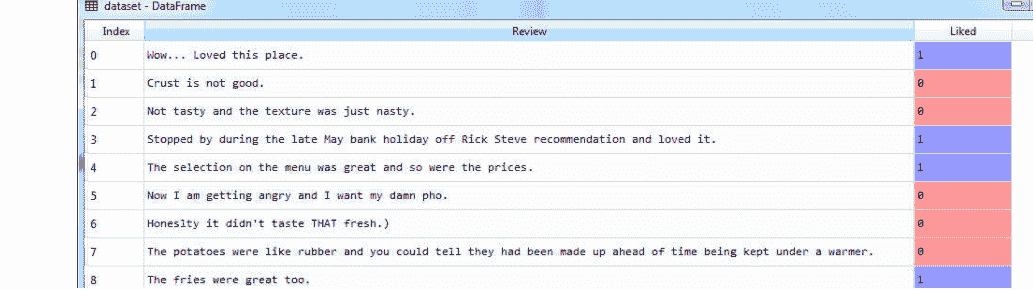 dataset - DataFrame
Index Review Liked
0 Wow... Loved this place. 1
1 Crust is not good. 0
2 Not tasty and the texture was just nasty. 0
3 Stopped by during the late May bank holiday off Rick Steve recommendation and loved it. 1
4 The selection on the menu was great and so were the prices. 1
5 Now I am getting angry and I want my damn pho. 0
6 Honeslty it didn't taste THAT fresh.) 0
7 The potatoes were like rubber and you could tell they had been made up ahead of time being kept under a warmer. 0
8 The fries were great too. 1